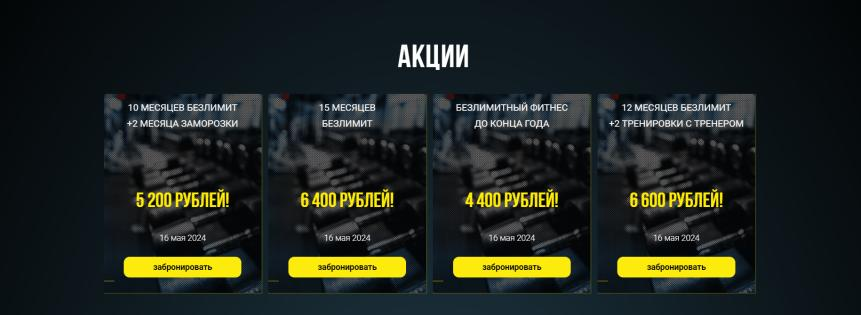 АКЦИИ
10 МЕСЯЦЕВ БЕЗЛИМИТ
+2 МЕСЯЦА ЗАМОРОЗКИ
5 200 РУБЛЕЙ!
16 мая 2024
забронировать
15 МЕСЯЦЕВ
БЕЗЛИМИТ
6 400 РУБЛЕЙ!
16 мая 2024
забронировать
БЕЗЛИМИТНЫЙ ФИТНЕС
ДО КОНЦА ГОДА
4 400 РУБЛЕЙ!
16 мая 2024
забронировать
12 МЕСЯЦЕВ БЕЗЛИМИТ
+2 ТРЕНИРОВКИ С ТРЕНЕРОМ
6 600 РУБЛЕЙ!
16 мая 2024
забронировать